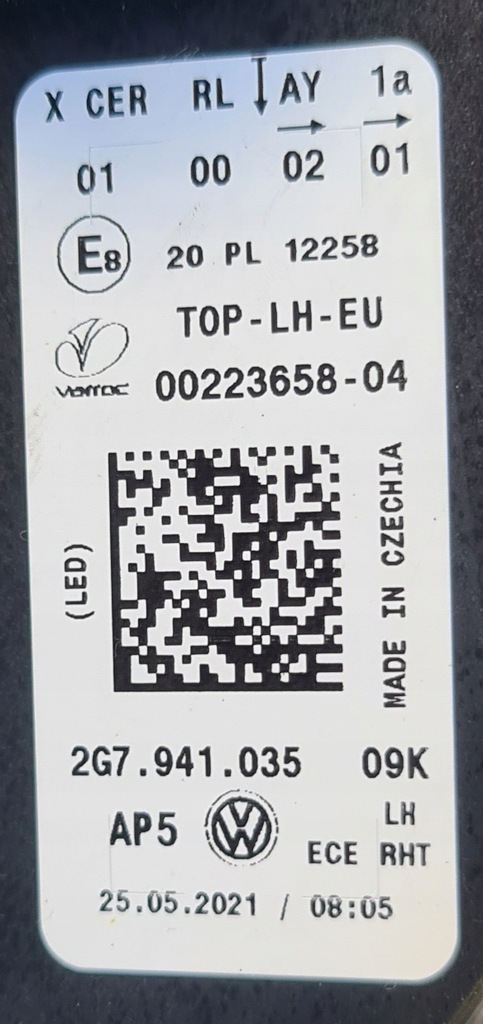 X CER RL AY 1a
01 00 02 01
E8 20 PL 12258
TOP-LH-EU
varroc 00223658-04
(LED)
MADE IN CZECHIA
2G7.941.035 09K
AP5 VW LH
ECE RHT
25.05.2021 / 08:05